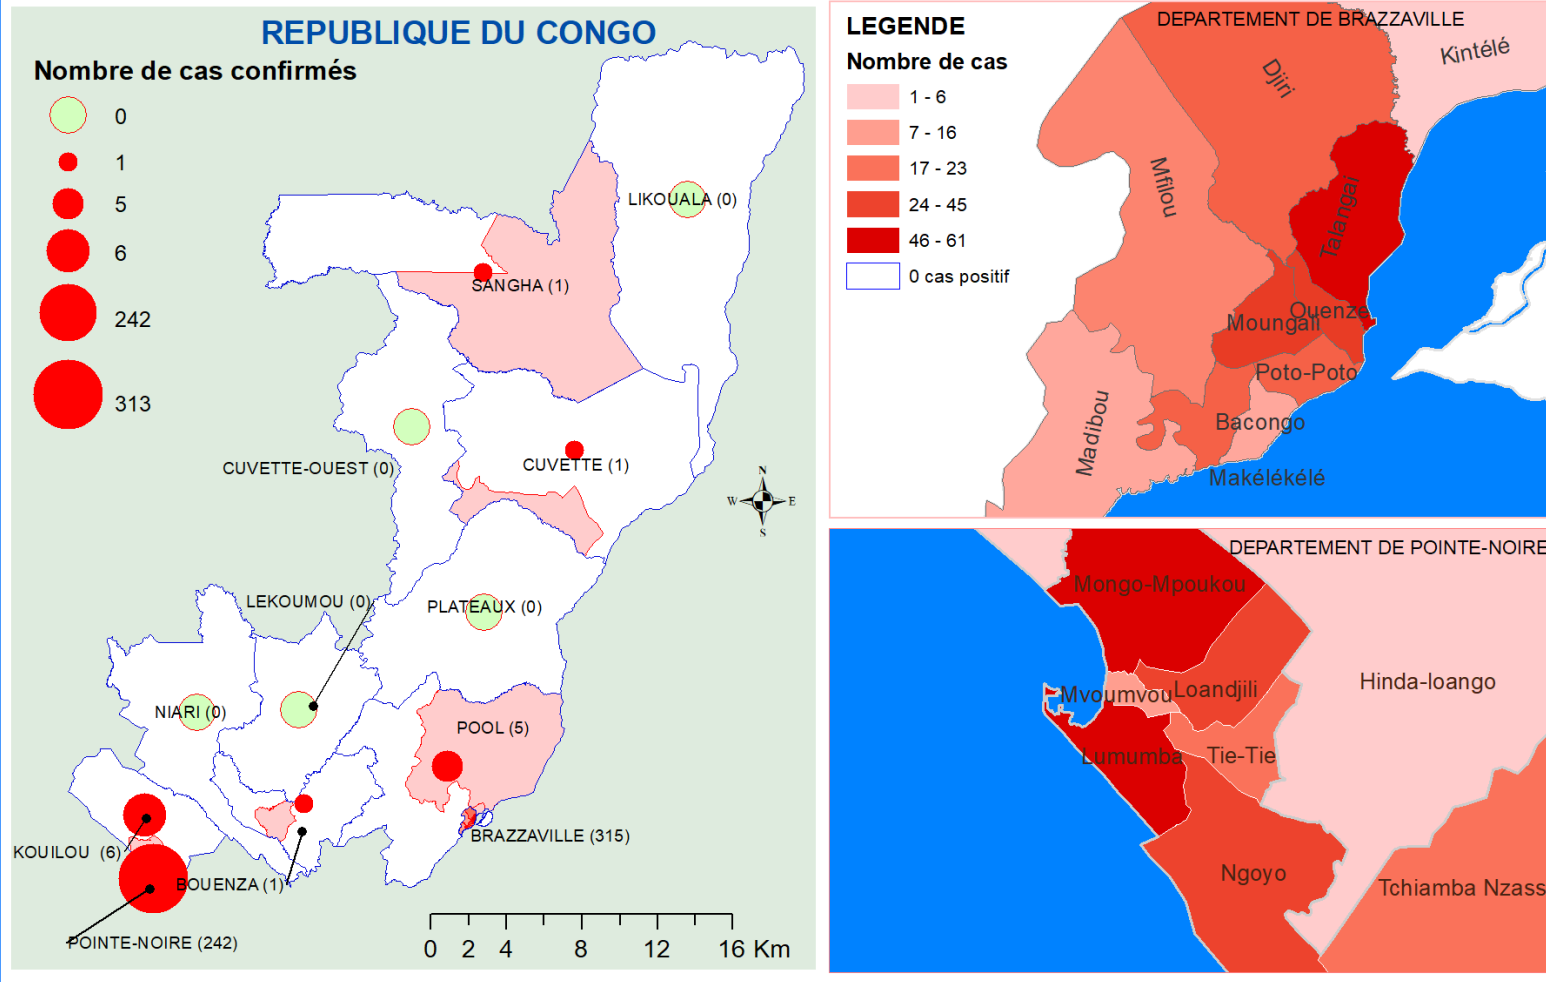 REPUBLIQUE DU CONGO
Nombre de cas confirmés
0
1
5
6
242
313
LIKOUALA (0)
SANGHA (1)
CUVETTE-OUEST (0)
CUVETTE (1)
N
W E
S
LEKOUMOU (0)
PLATEAUX (0)
NIARI (0)
POOL (5)
BRAZZAVILLE (315)
KOUILOU (6)
BOUENZA (1)
POINTE-NOIRE (242)
0 2 4 8 12 16 Km
LEGENDE
Nombre de cas
1 - 6
7 - 16
17 - 23
24 - 45
46 - 61
0 cas positif
DEPARTEMENT DE BRAZZAVILLE
Kintélé
Djiri
Mfilou
Talangai
Ouenze
Moungali
Poto-Poto
Madibou
Bacongo
Makélékélé
DEPARTEMENT DE POINTE-NOIRE
Mongo-Mpoukou
Hinda-loango
Mvoumvou
Loandjili
Lumumba
Tie-Tie
Ngoyo
Tchiamba Nzass